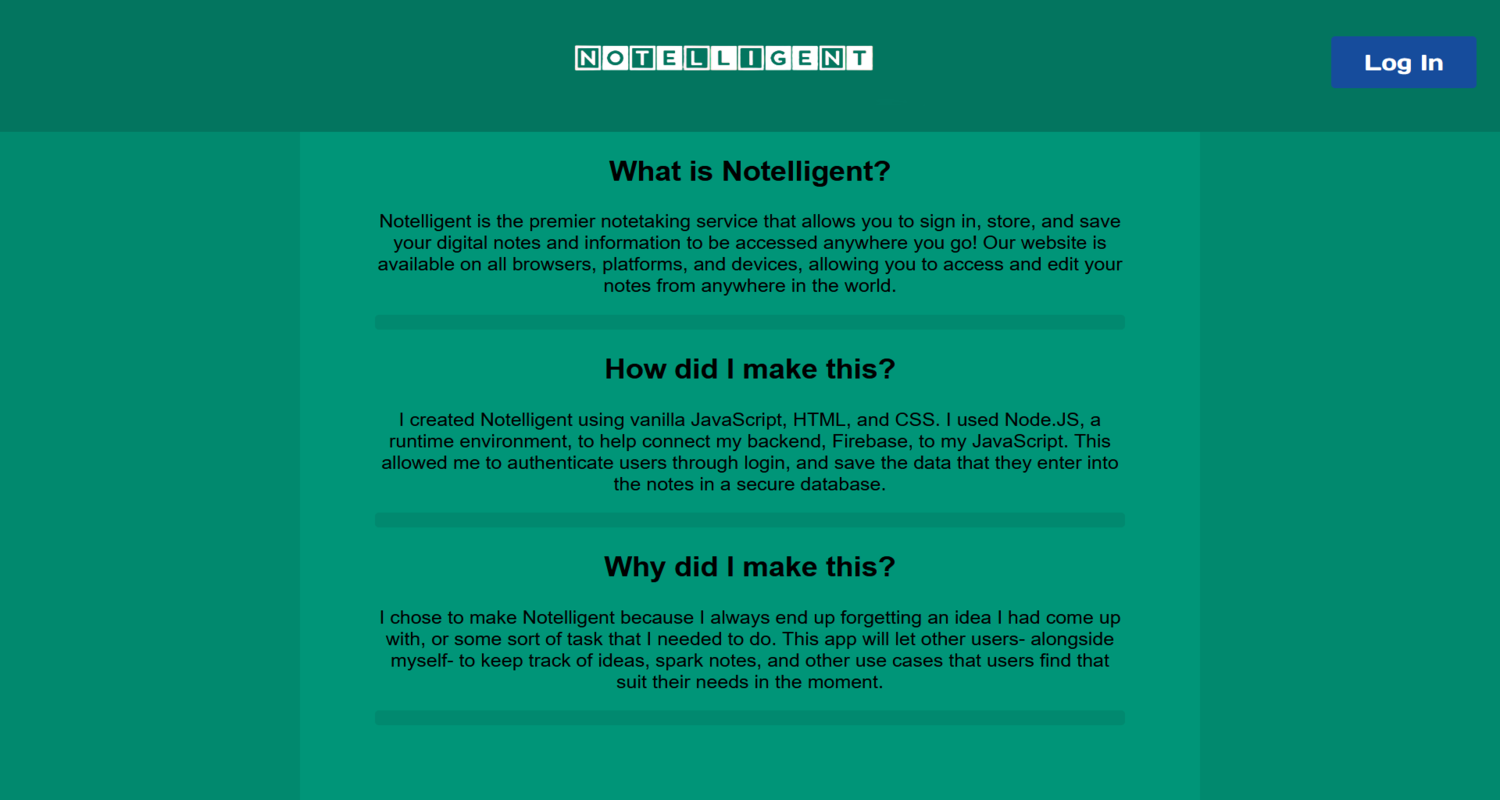 NOTELLIGENT
Log In
What is Notelligent?
Notelligent is the premier notetaking service that allows you to sign in, store, and save
your digital notes and information to be accessed anywhere you go! Our website is
available on all browsers, platforms, and devices, allowing you to access and edit your
notes from anywhere in the world.
How did I make this?
I created Notelligent using vanilla JavaScript, HTML, and CSS. I used Node.JS, a
runtime environment, to help connect my backend, Firebase, to my JavaScript. This
allowed me to authenticate users through login, and save the data that they enter into
the notes in a secure database.
Why did I make this?
I chose to make Notelligent because I always end up forgetting an idea I had come up
with, or some sort of task that I needed to do. This app will let other users- alongside
myself- to keep track of ideas, spark notes, and other use cases that users find that
suit their needs in the moment.